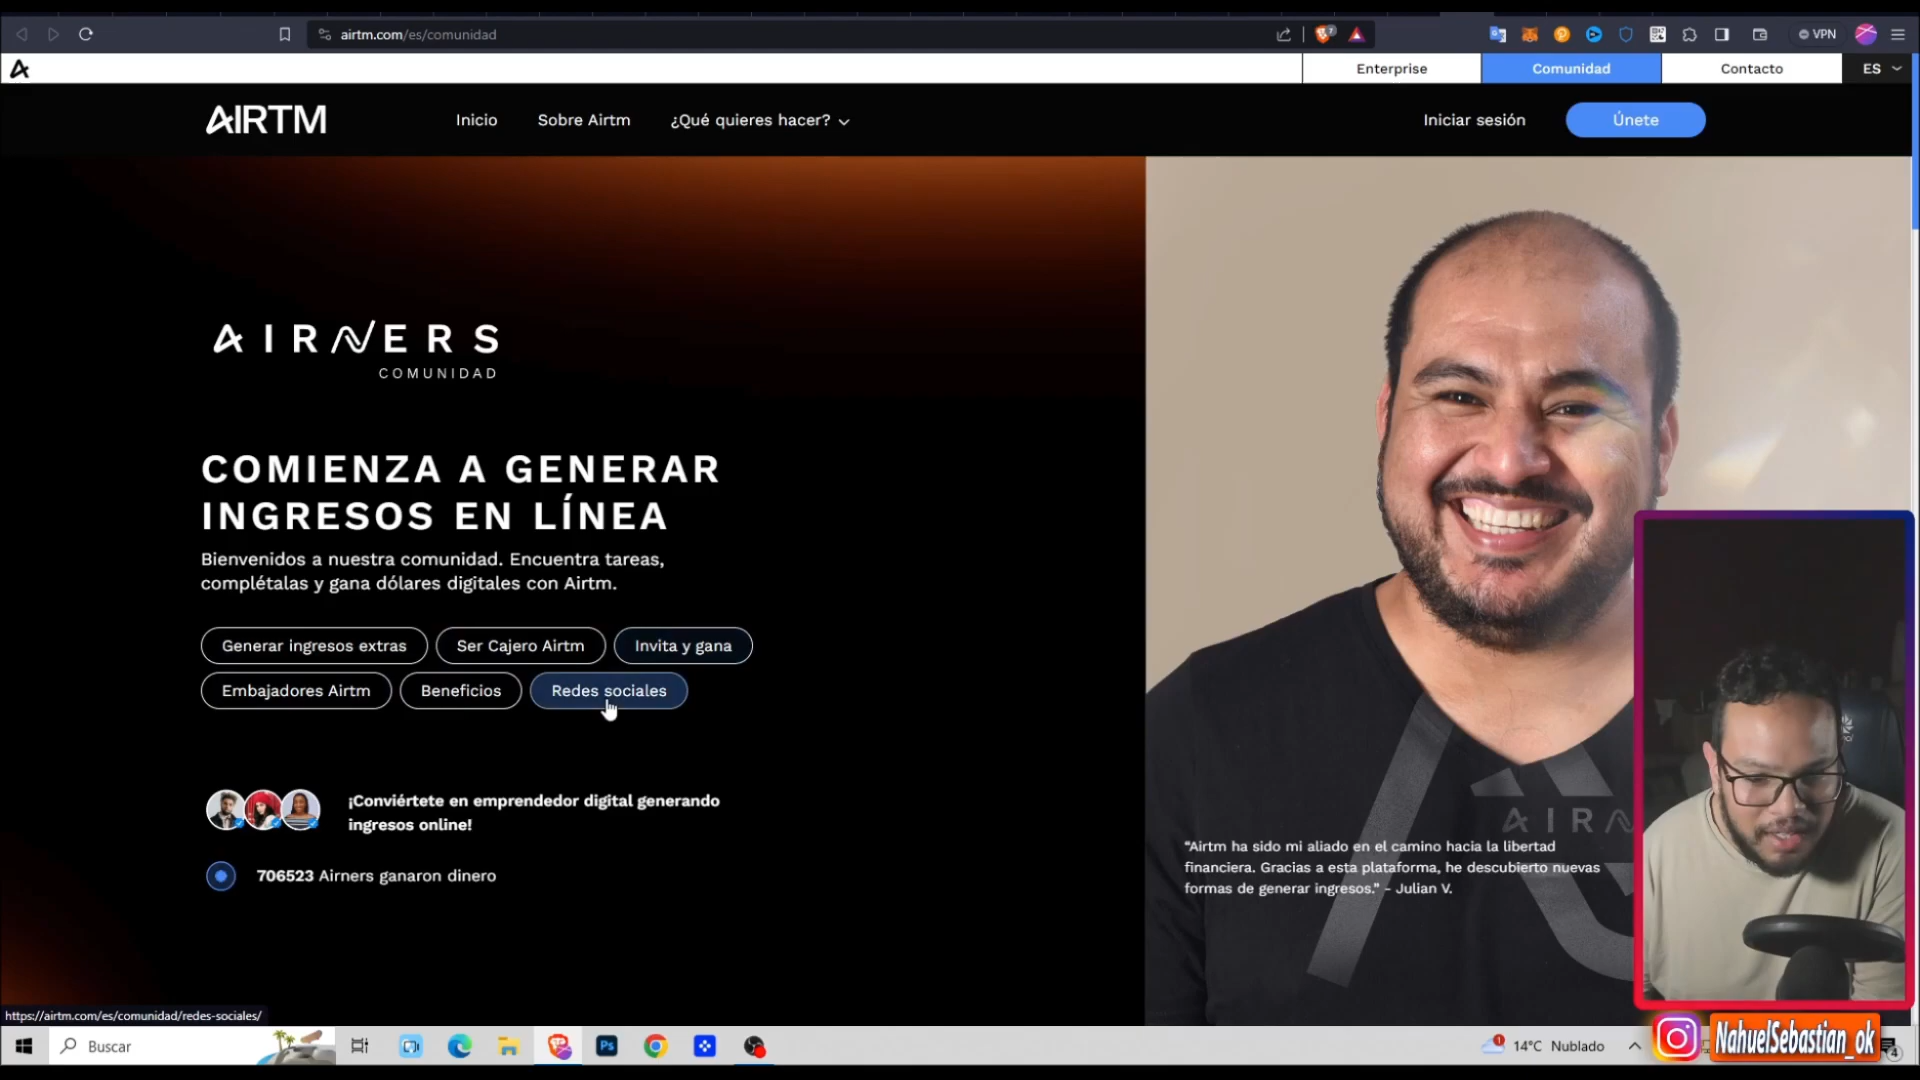 airtm.com/es/comunidad
VPN
Enterprise
Comunidad
Contacto
ES
AIRTM
Inicio
Sobre Airtm
¿Qué quieres hacer?
Iniciar sesión
Únete
AIRNERS
COMUNIDAD
COMIENZA A GENERAR
INGRESOS EN LÍNEA
Bienvenidos a nuestra comunidad. Encuentra tareas,
complétalas y gana dólares digitales con Airtm.
Generar ingresos extras
Ser Cajero Airtm
Invita y gana
Embajadores Airtm
Beneficios
Redes sociales
¡Conviértete en emprendedor digital generando
ingresos online!
706523 Airners ganaron dinero
"Airtm ha sido mi aliado en el camino hacia la libertad
financiera. Gracias a esta plataforma, he descubierto nuevas
formas de generar ingresos." - Julian V.
https://airtm.com/es/comunidad/redes-sociales/
Buscar
Ps
14°C Nublado
NahuelSebastian_ok